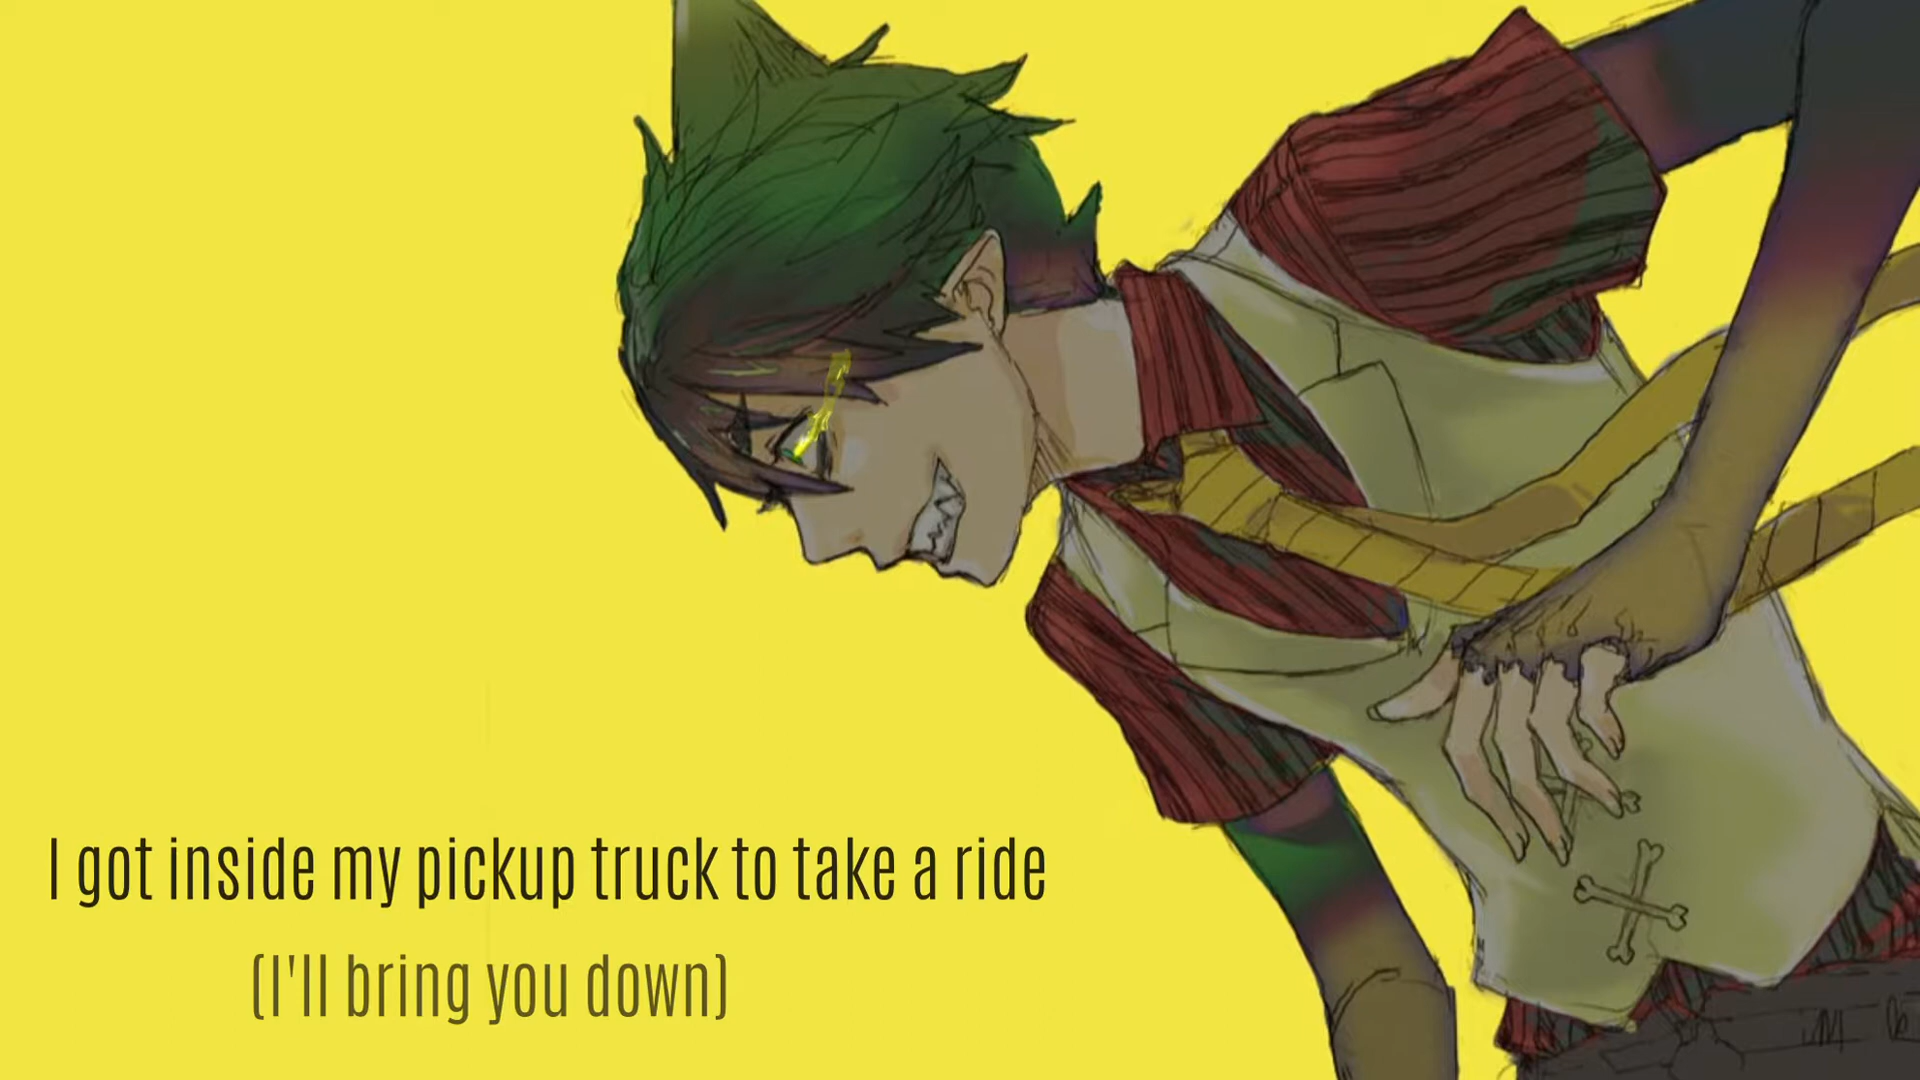 I got inside my pickup truck to take a ride
(I'll bring you down)